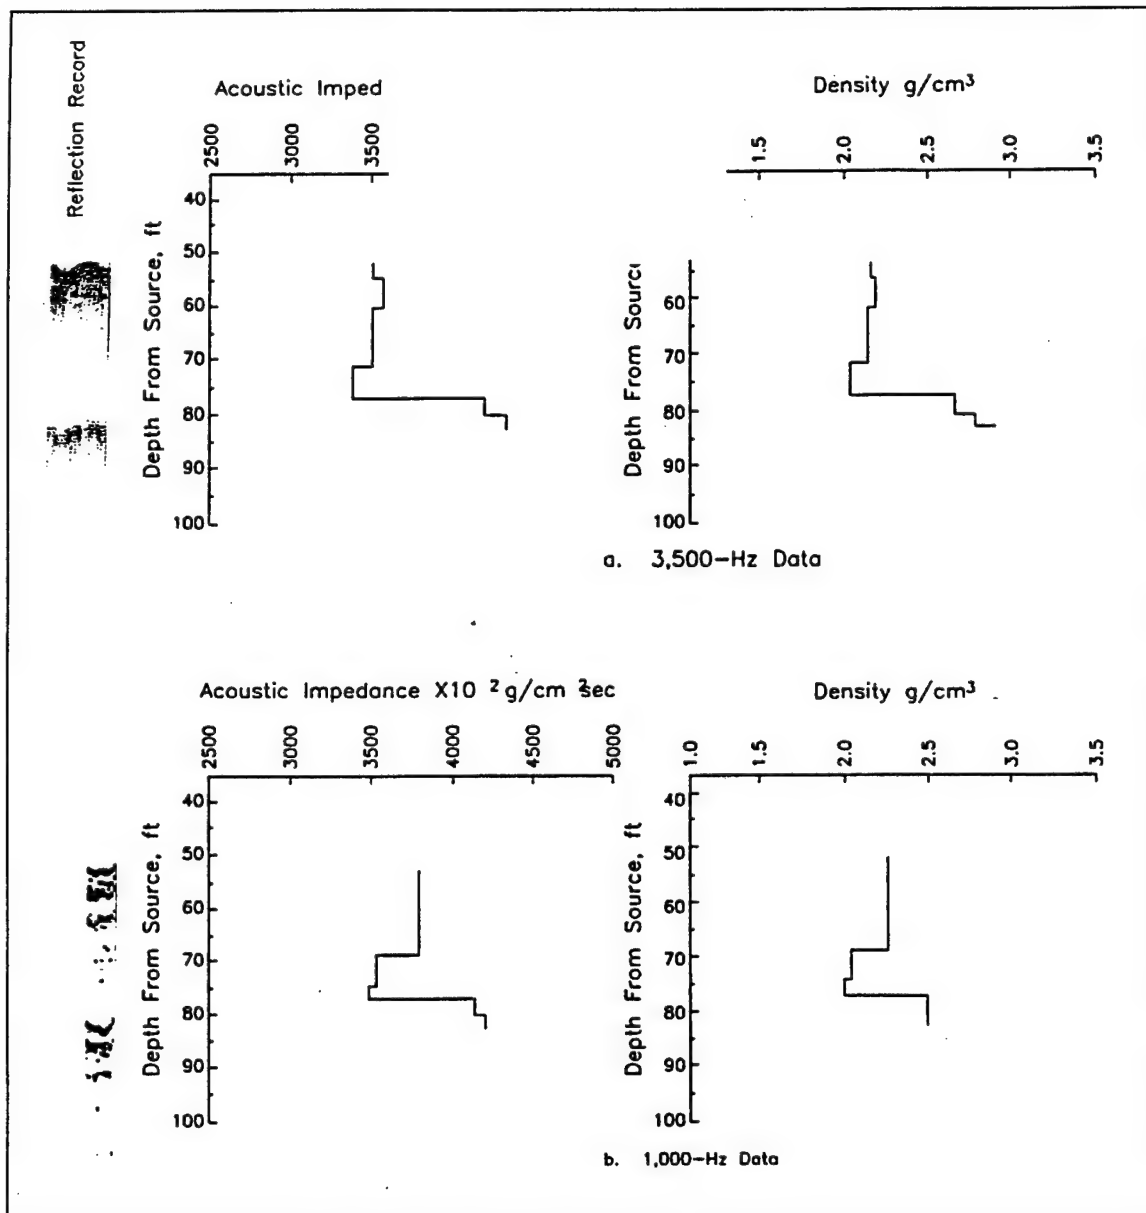 Reflection Record
Acoustic Imped
2500 3000 3500
Depth From Source, ft
40
50
60
70
80
90
100
Density g/cm³
1.5 2.0 2.5 3.0 3.5
Depth From Sourc
60
70
80
90
100
a. 3,500-Hz Data
Acoustic Impedance X10 ² g/cm ²sec
2500 3000 3500 4000 4500 5000
Depth From Source, ft
40
50
60
70
80
90
100
Density g/cm³
1.0 1.5 2.0 2.5 3.0 3.5
Depth From Source, ft
40
50
60
70
80
90
100
b. 1,000-Hz Data